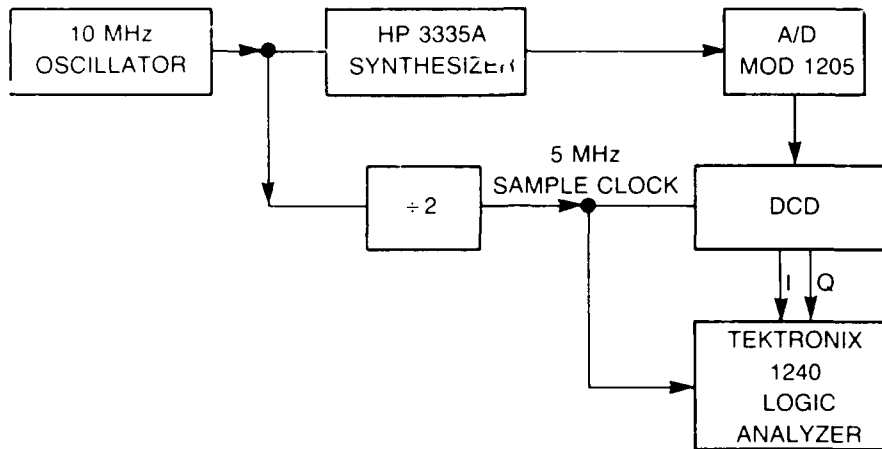 10 MHz
OSCILLATOR
HP 3335A
SYNTHESIZER
A/D
MOD 1205
5 MHz
SAMPLE CLOCK
÷2
DCD
I Q
TEKTRONIX
1240
LOGIC
ANALYZER